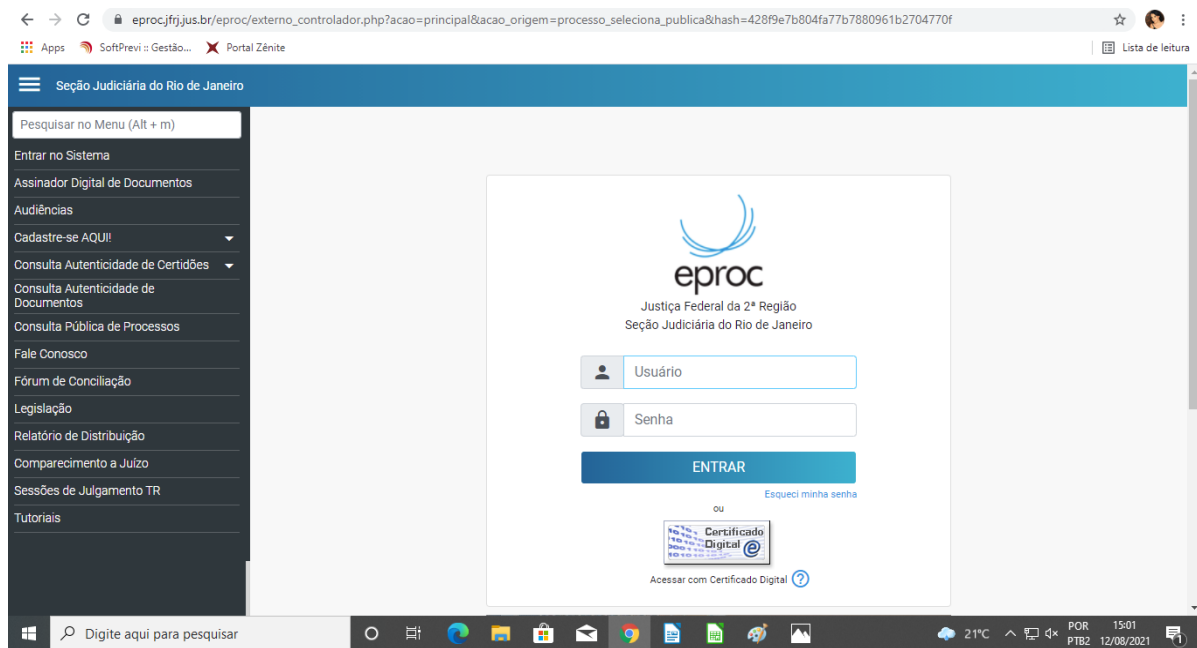 eproc.jfrj.jus.br/eproc/externo_controlador.php?acao=principal&acao_origem=processo_seleciona_publica&hash=428f9e7b804fa77b7880961b2704770f
Apps SoftPrevi :: Gestão... Portal Zênite Lista de leitura
Seção Judiciária do Rio de Janeiro
Pesquisar no Menu (Alt + m)
Entrar no Sistema
Assinador Digital de Documentos
Audiências
Cadastre-se AQUI!
Consulta Autenticidade de Certidões
Consulta Autenticidade de
Documentos
Consulta Pública de Processos
Fale Conosco
Fórum de Conciliação
Legislação
Relatório de Distribuição
Comparecimento a Juízo
Sessões de Julgamento TR
Tutoriais
eproc
Justiça Federal da 2ª Região
Seção Judiciária do Rio de Janeiro
Usuário
Senha
ENTRAR
Esqueci minha senha
ou
Certificado
Digital e
Acessar com Certificado Digital ?
Digite aqui para pesquisar
21°C
POR
PTB2
15:01
12/08/2021
1